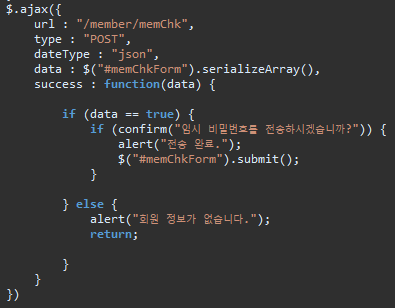 $.ajax({
    url : "/member/memChk",
    type : "POST",
    dateType : "json",
    data : $("#memChkForm").serializeArray(),
    success : function(data) {

        if (data == true) {
            if (confirm("임시 비밀번호를 전송하시겠습니까?")) {
                alert("전송 완료.");
                $("#memChkForm").submit();
            }

        } else {
            alert("회원 정보가 없습니다.");
            return;

        }
    }
})